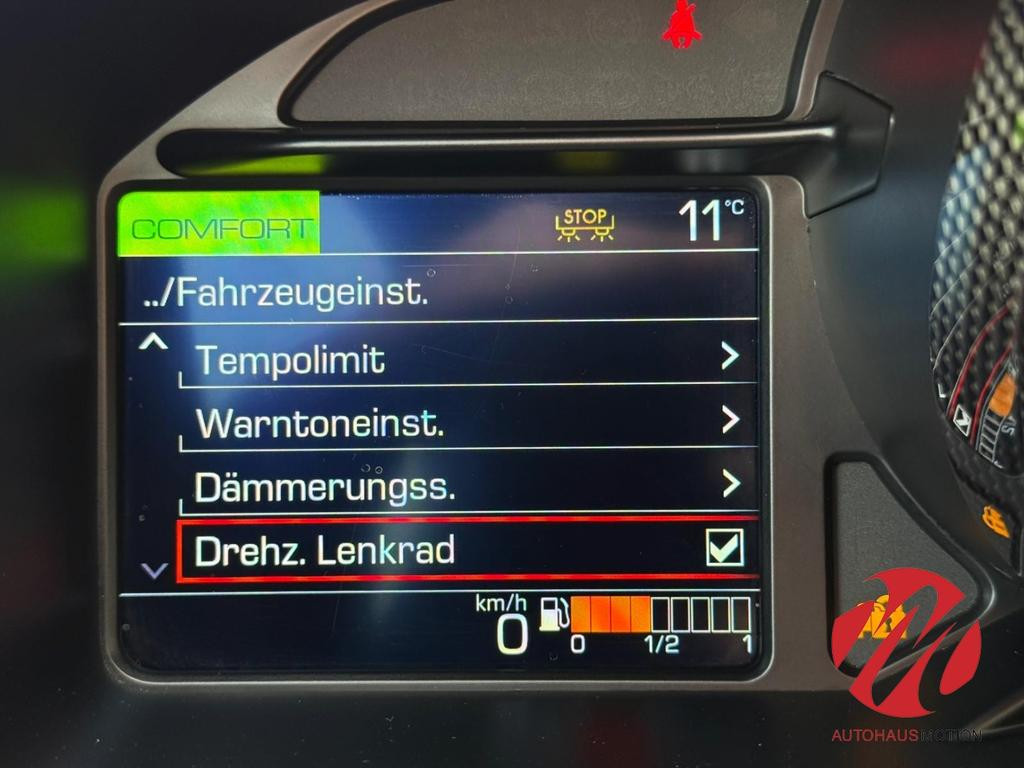 COMFORT
STOP
11°C
../Fahrzeugeinst.
Tempolimit
Warntoneinst.
Dämmerungss.
Drehz. Lenkrad
km/h
0
0 1/2 1
AUTOHAUSMOTION